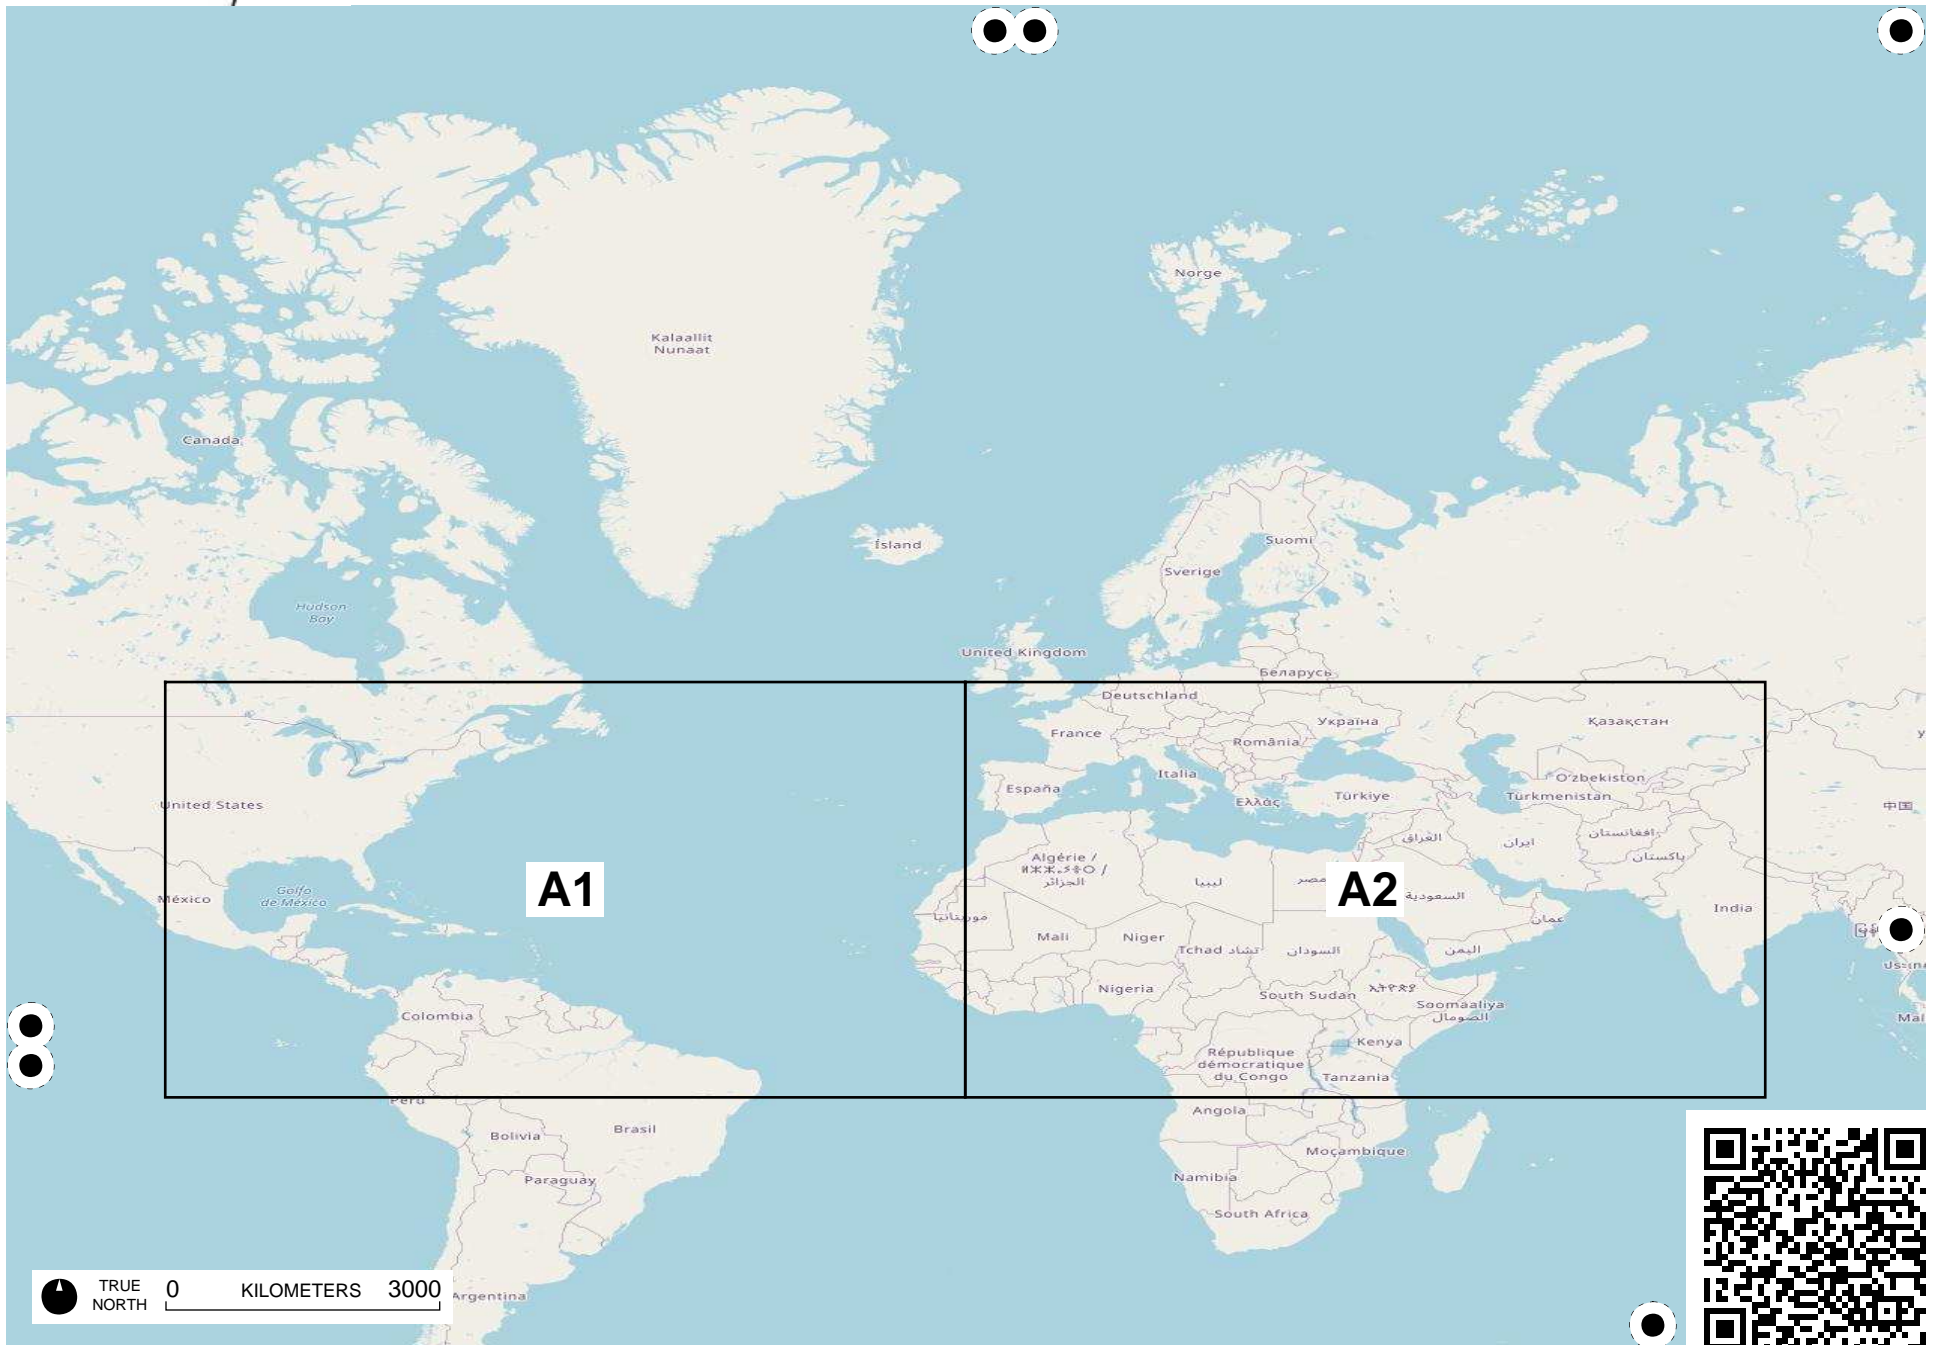 Kalaallit
Nunaat
Norge
Canada
Ísland
Suomi
Sverige
Hudson
Bay
United Kingdom
Беларусь
Deutschland
Україна
Қазақстан
France
România
Italia
España
Ελλάς
Türkiye
O'zbekiston
Türkmenistan
中国
United States
العراق
ایران
افغانستان
پاکستان
Algérie /
ⵍⵣⵣⴰⵢⴻⵔ /
الجزائر
ليبيا
مصر
A1
A2
السعودية
México
Golfo
de México
موريتانيا
عمان
India
Mali
Niger
Tchad تشاد
السودان
اليمن
Nigeria
South Sudan
ኢትዮጵያ
Soomaaliya
الصومال
Colombia
Mal
République
démocratique
du Congo
Kenya
Tanzania
Perú
Angola
Bolivia
Brasil
Moçambique
Paraguay
Namibia
South Africa
TRUE
NORTH
0 KILOMETERS 3000
Argentina